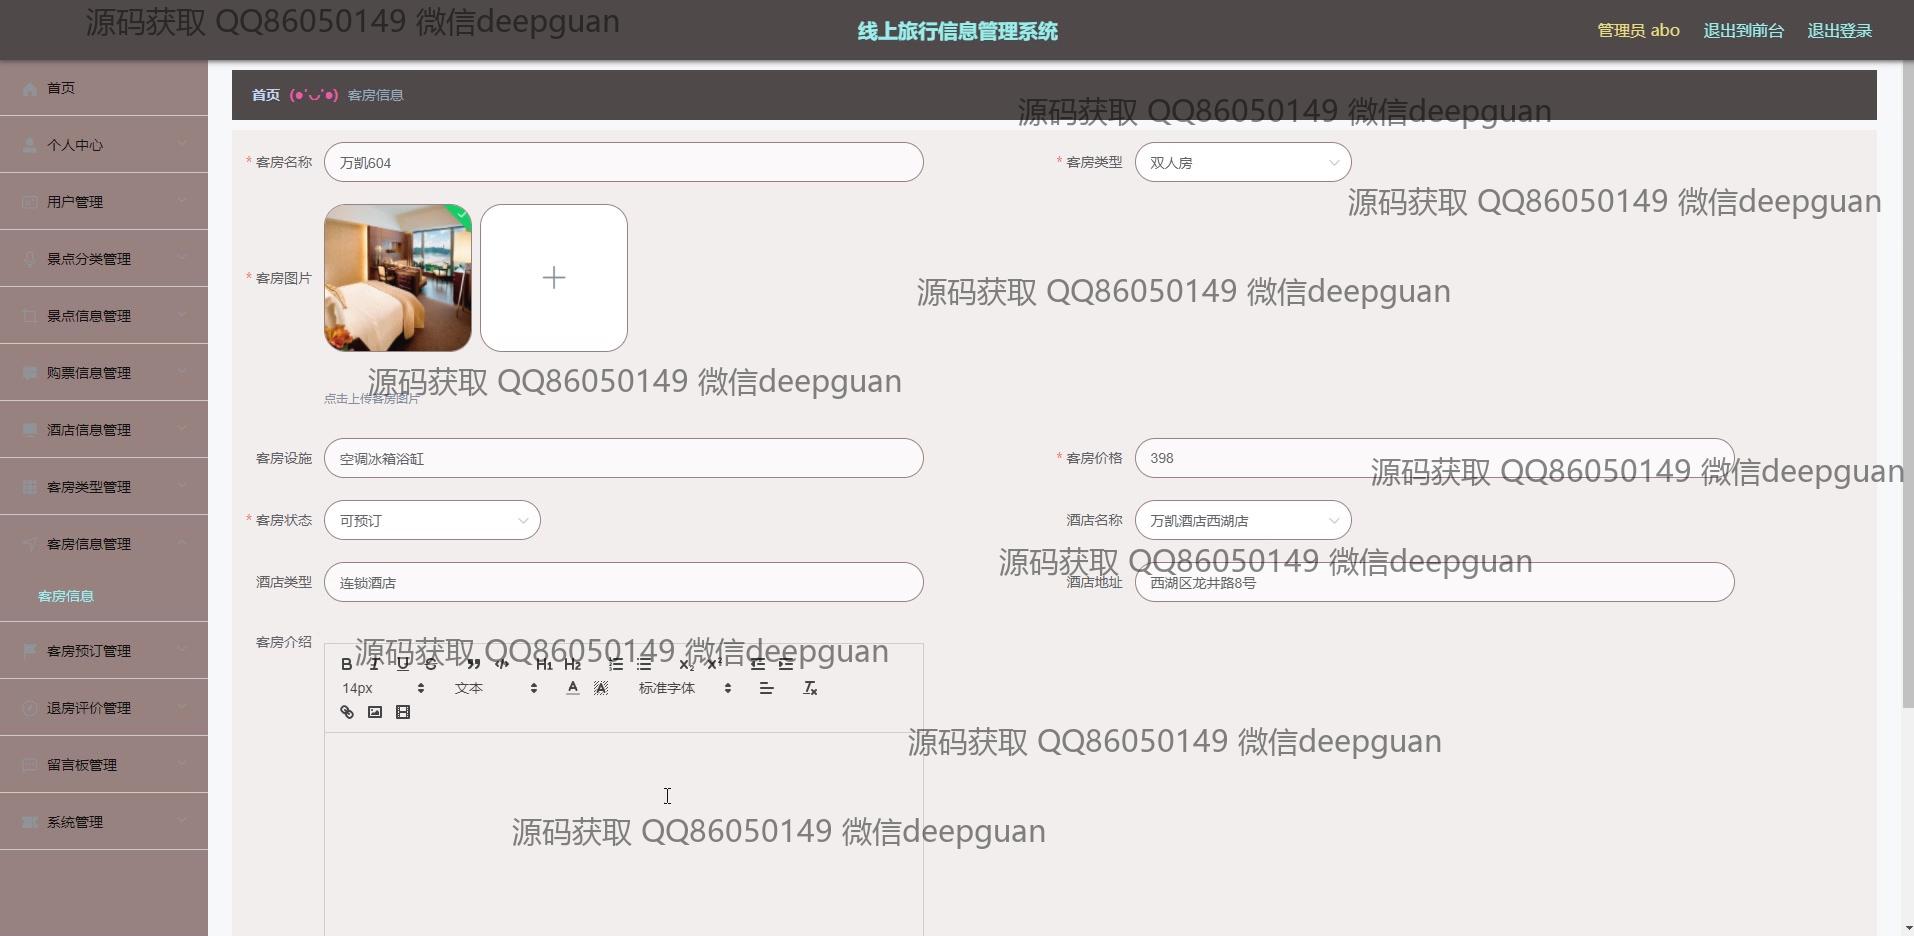 源码获取 QQ86050149 微信deepguan
线上旅行信息管理系统
管理员 abo 退出到前台 退出登录
首页
个人中心
用户管理
景点分类管理
景点信息管理
购票信息管理
酒店信息管理
客房类型管理
客房信息管理
客房信息
客房预订管理
退房评价管理
留言板管理
系统管理
首页 (●'◡'●) 客房信息
源码获取 QQ86050149 微信deepguan
* 客房名称 万凯604 * 客房类型 双人房
源码获取 QQ86050149 微信deepguan
* 客房图片
源码获取 QQ86050149 微信deepguan
源码获取 QQ86050149 微信deepguan
点击上传客房图片
客房设施 空调冰箱浴缸 * 客房价格 398
源码获取 QQ86050149 微信deepguan
* 客房状态 可预订 酒店名称 万凯酒店西湖店
源码获取 QQ86050149 微信deepguan
酒店类型 连锁酒店 酒店地址 西湖区龙井路8号
客房介绍
源码获取 QQ86050149 微信deepguan
B I U S H1 H2 X2 X2
14px 文本 A A 标准字体
源码获取 QQ86050149 微信deepguan
源码获取 QQ86050149 微信deepguan